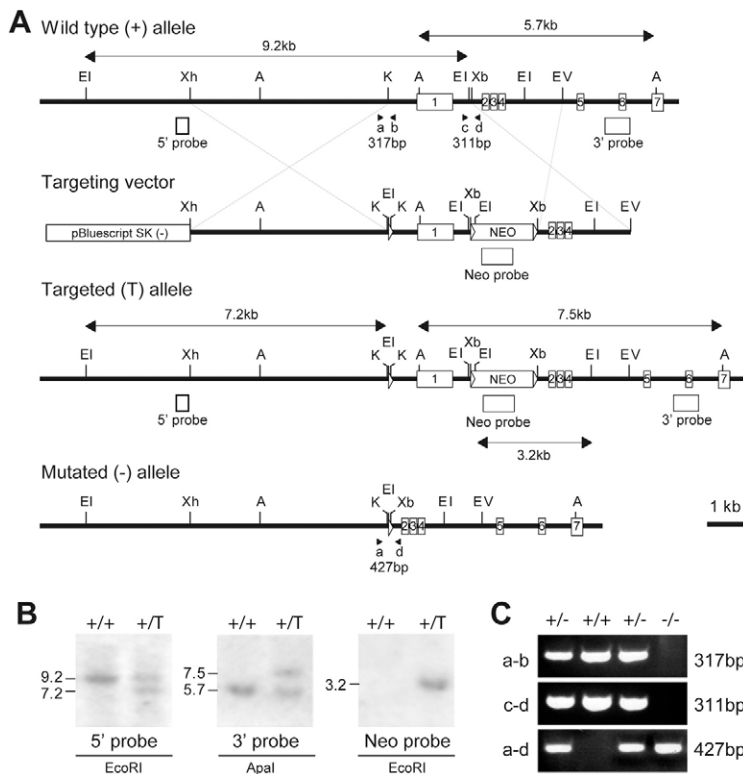 A
Wild type (+) allele
5.7kb
9.2kb
EI Xh A K A EI Xb EI EV A
1 2 3 4 5 6 7
a b c d
5' probe 317bp 311bp 3' probe
Targeting vector
EI Xb
Xh A K K A EI EI Xb EI EV
pBluescript SK (-) 1 NEO 2 3 4
Neo probe
Targeted (T) allele
7.2kb 7.5kb
EI Xb
EI Xh A K K A EI EI Xb EI EV A
1 NEO 2 3 4 5 6 7
5' probe Neo probe 3' probe
3.2kb
Mutated (-) allele
EI
EI Xh A K Xb EI EV A
2 3 4 5 6 7
1 kb
a d
427bp
B
+/+ +/T +/+ +/T +/+ +/T
9.2
7.2
7.5
5.7
3.2
5' probe 3' probe Neo probe
EcoRI ApaI EcoRI
C
+/- +/+ +/- -/-
a-b 317bp
c-d 311bp
a-d 427bp